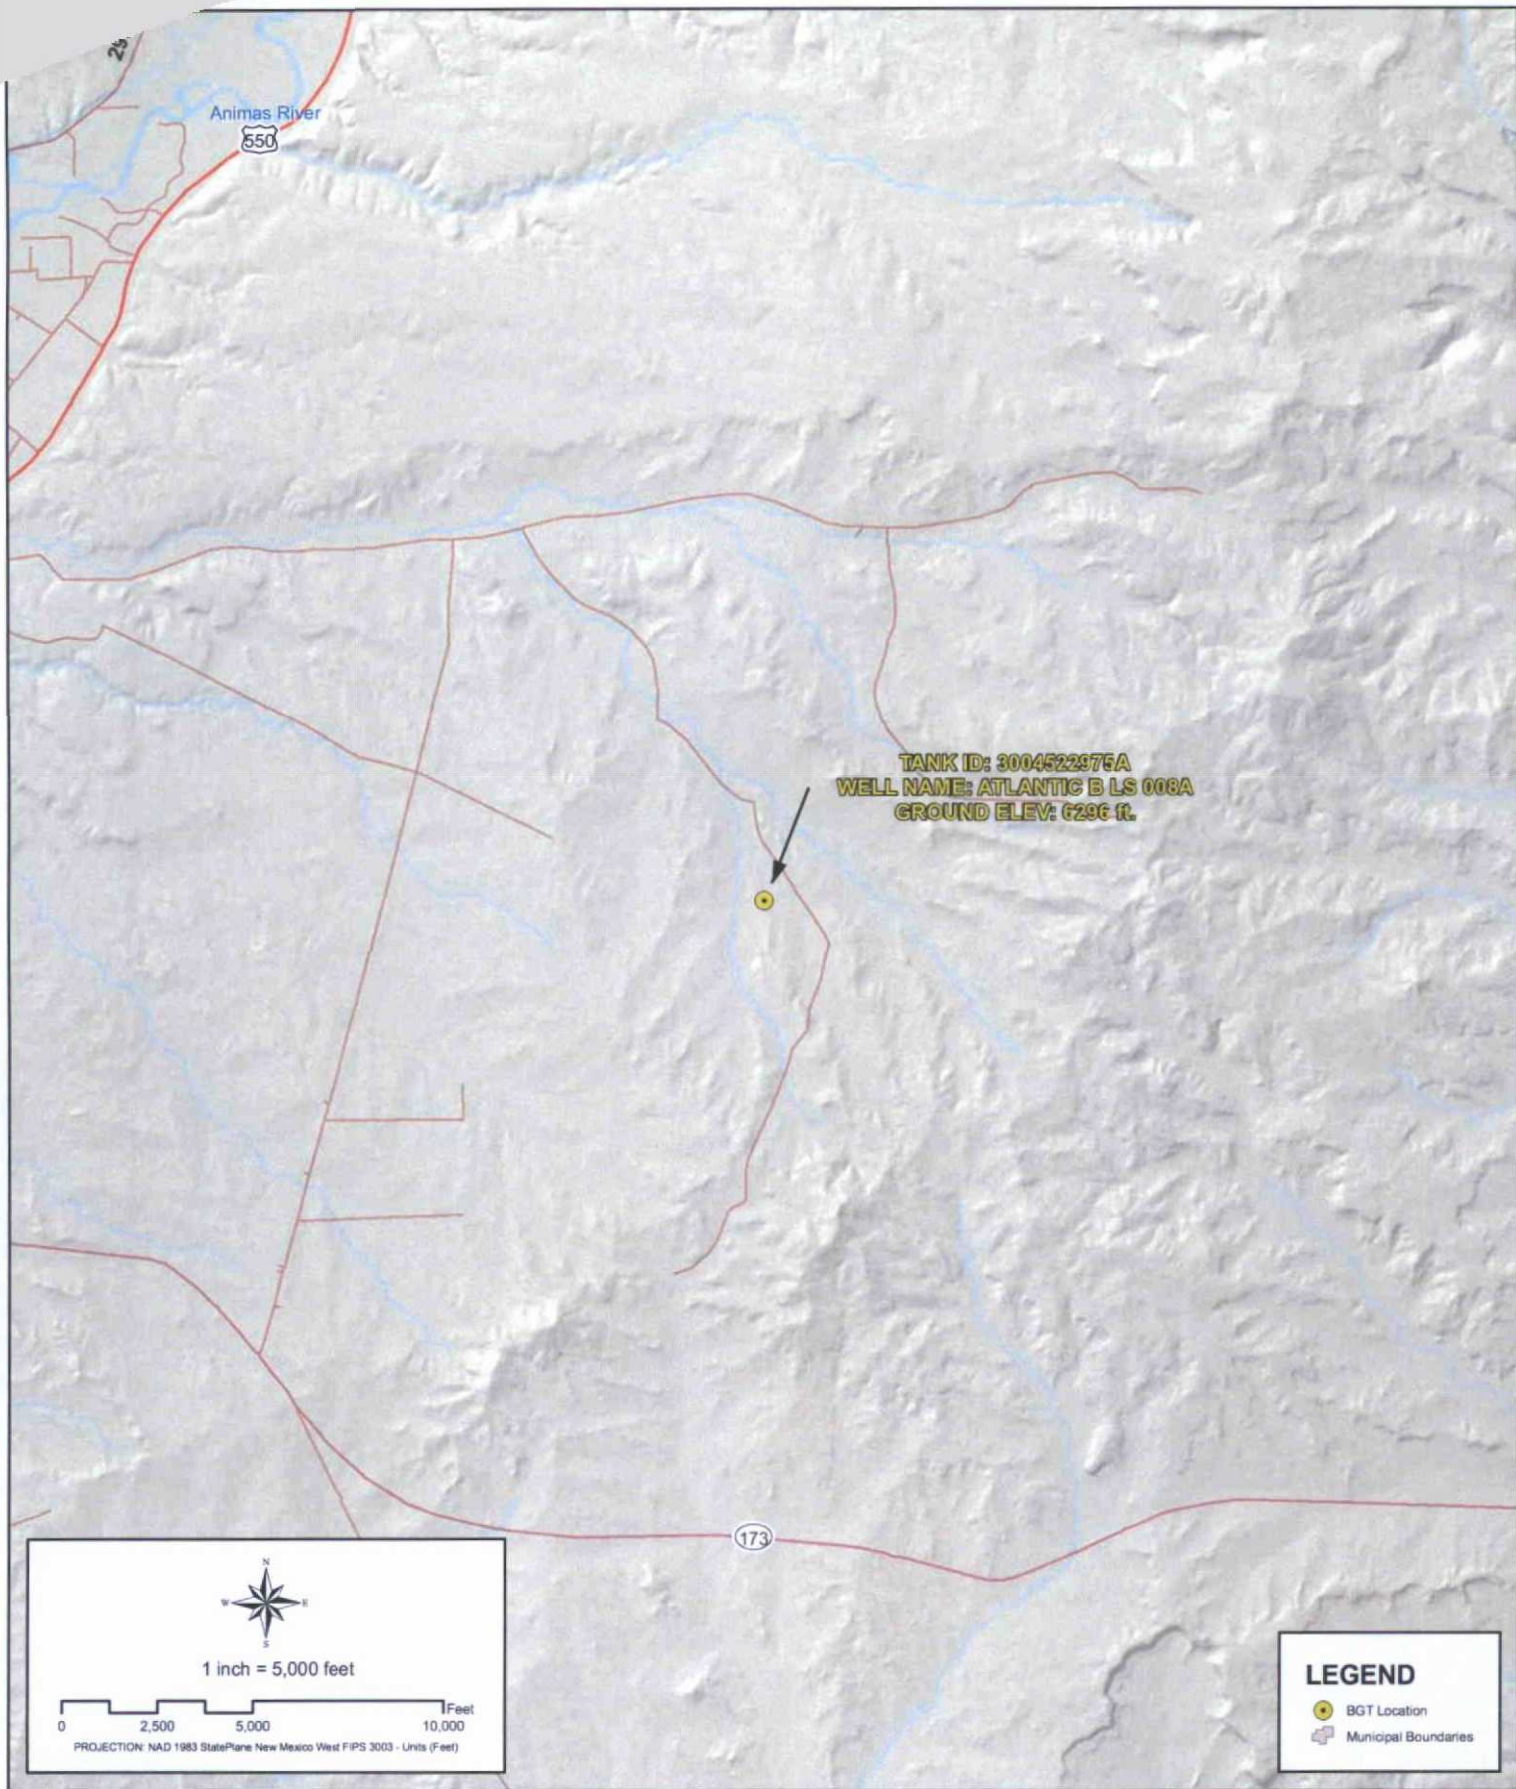 29
Animas River
550
TANK ID: 3004522975A
WELL NAME: ATLANTIC B LS 008A
GROUND ELEV: 6296 ft.
173
N
W E
S
1 inch = 5,000 feet
Feet
0 2,500 5,000 10,000
PROJECTION: NAD 1983 StatePlane New Mexico West FIPS 3003 - Units (Feet)
LEGEND
BGT Location
Municipal Boundaries